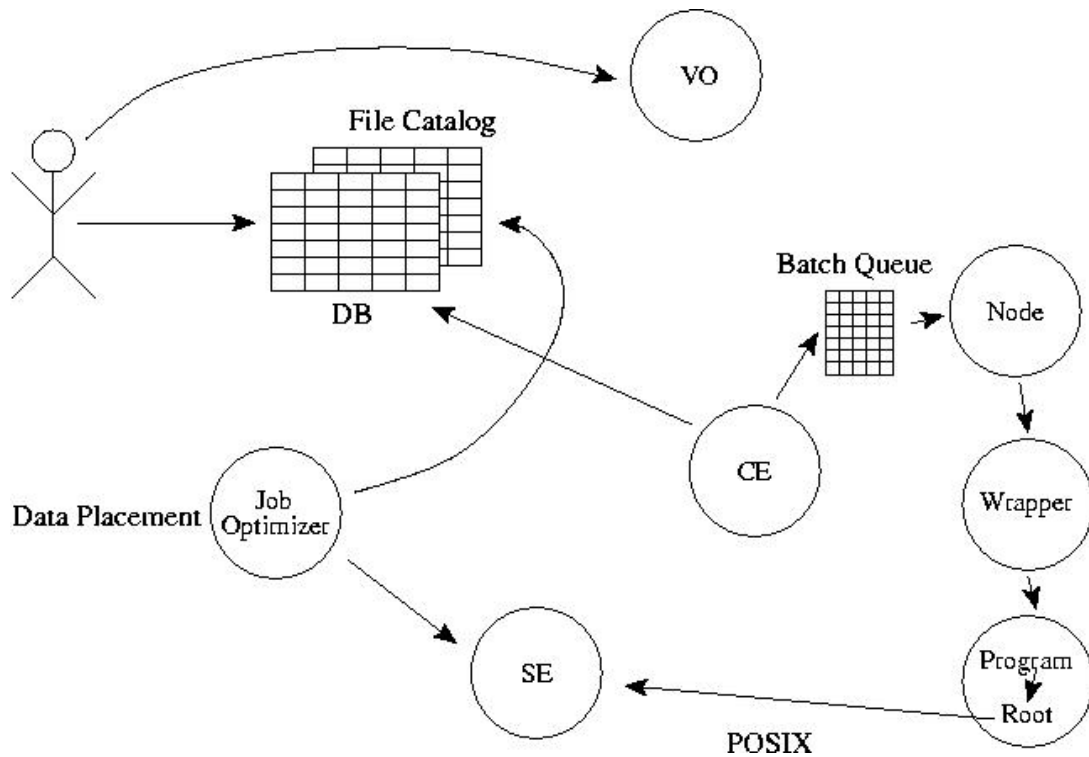 VO
File Catalog
DB
Batch Queue
Node
CE
Data Placement
Job
Optimizer
Wrapper
SE
Program
Root
POSIX